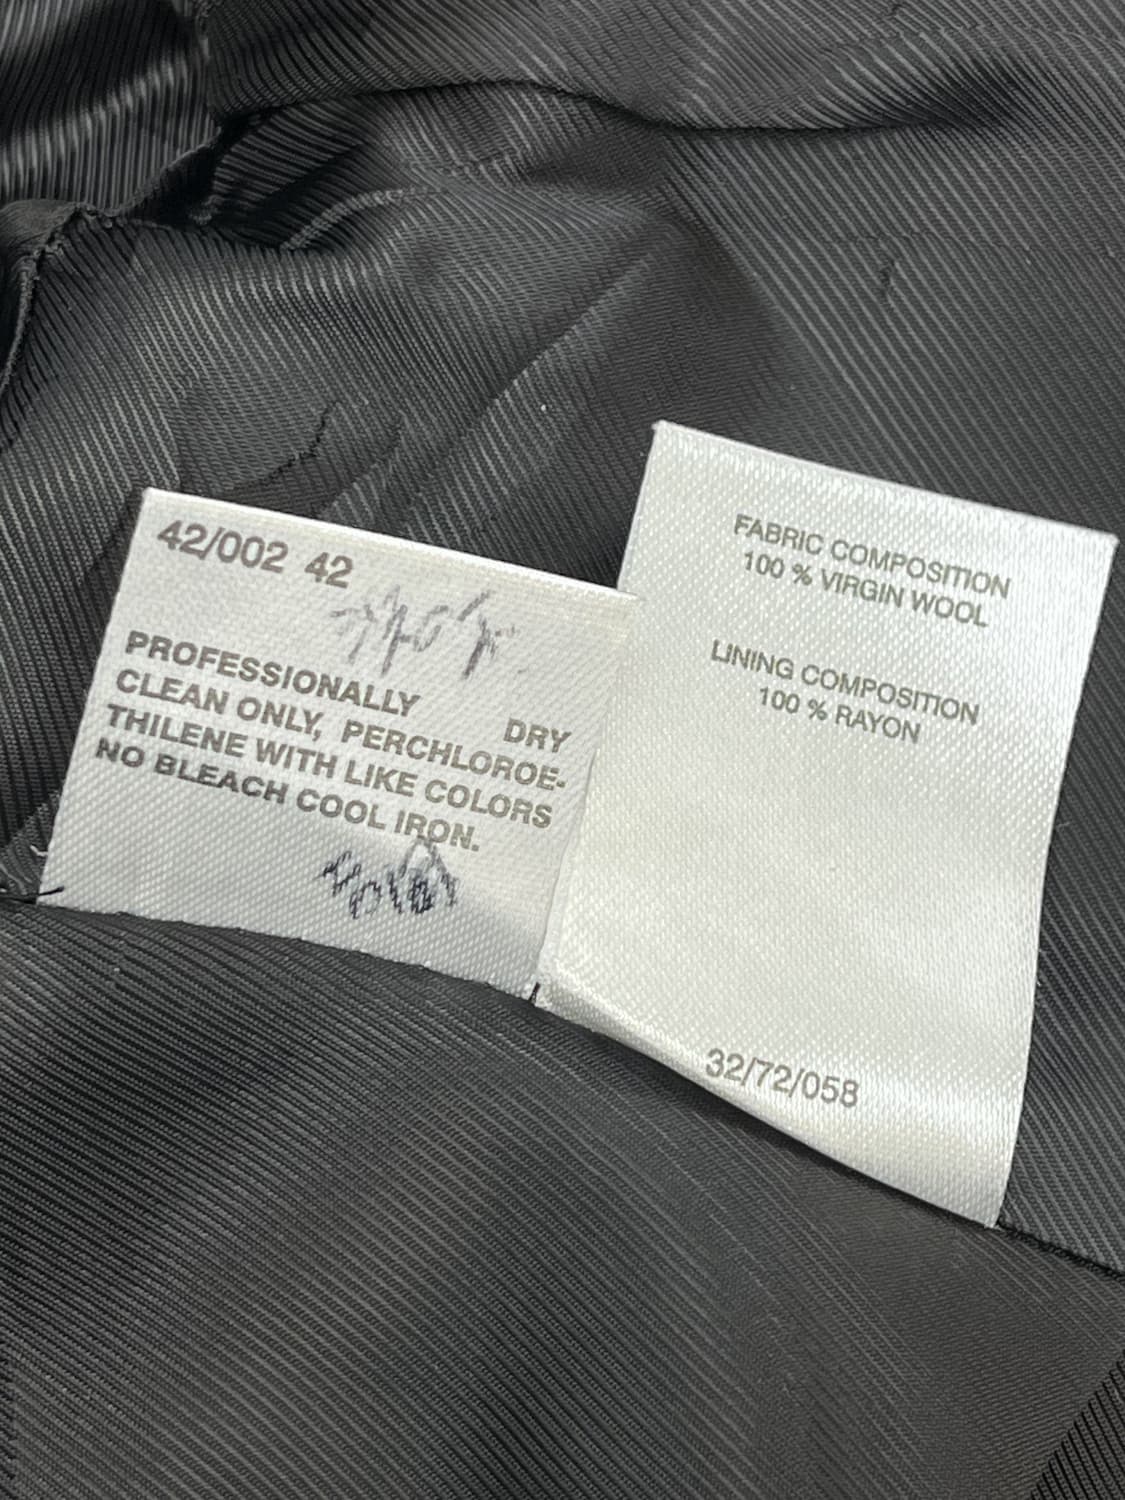 42/002 42
PROFESSIONALLY DRY
CLEAN ONLY, PERCHLOROE-
THILENE WITH LIKE COLORS
NO BLEACH COOL IRON.
FABRIC COMPOSITION
100 % VIRGIN WOOL
LINING COMPOSITION
100 % RAYON
32/72/058